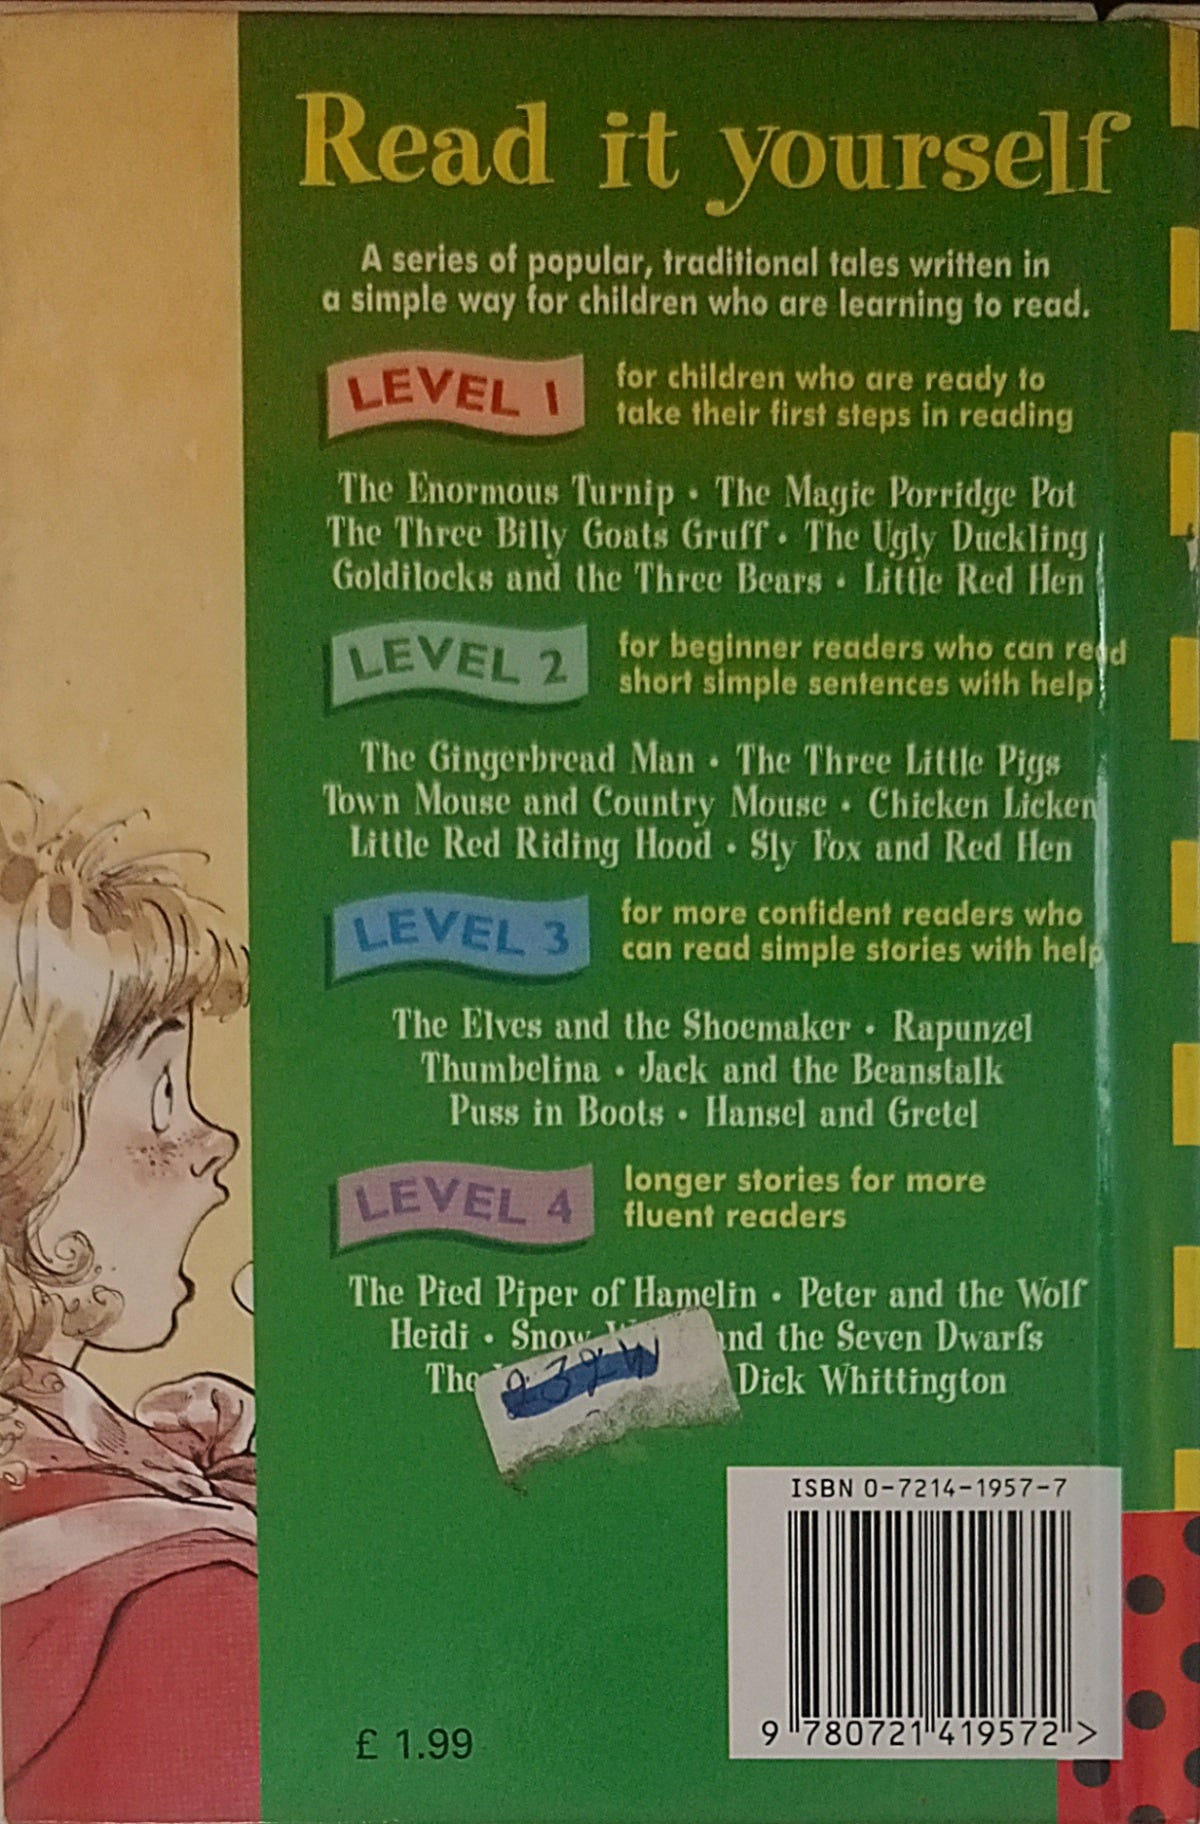 Read it yourself
A series of popular, traditional tales written in
a simple way for children who are learning to read.
LEVEL 1
for children who are ready to
take their first steps in reading
The Enormous Turnip • The Magic Porridge Pot
The Three Billy Goats Gruff • The Ugly Duckling
Goldilocks and the Three Bears • Little Red Hen
LEVEL 2
for beginner readers who can read
short simple sentences with help
The Gingerbread Man • The Three Little Pigs
Town Mouse and Country Mouse • Chicken Licken
Little Red Riding Hood • Sly Fox and Red Hen
LEVEL 3
for more confident readers who
can read simple stories with help
The Elves and the Shoemaker • Rapunzel
Thumbelina • Jack and the Beanstalk
Puss in Boots • Hansel and Gretel
LEVEL 4
longer stories for more
fluent readers
The Pied Piper of Hamelin • Peter and the Wolf
Heidi • Snow and the Seven Dwarfs
The Dick Whittington
ISBN 0-7214-1957-7
9 780721 419572 >
£ 1.99